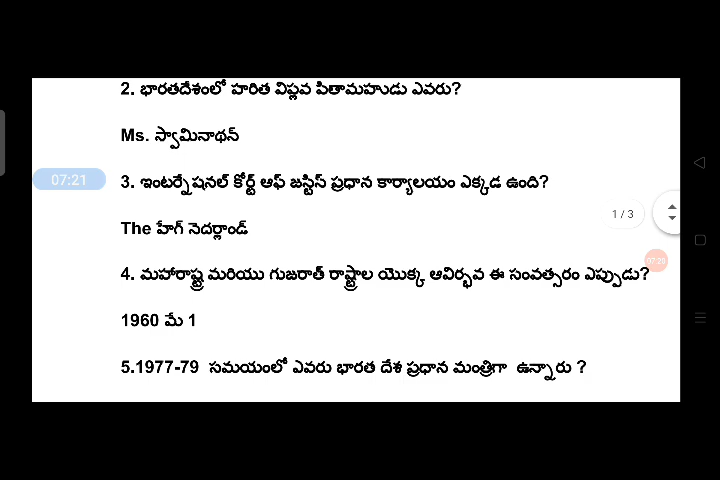 2. భారతదేశంలో హరిత విప్లవ పితామహుడు ఎవరు?
Ms. స్వామినాథన్
07:21
3. ఇంటర్నేషనల్ కోర్ట్ ఆఫ్ జస్టిస్ ప్రధాన కార్యాలయం ఎక్కడ ఉంది?
1 / 3
The హేగ్ నెదర్లాండ్
07:20
4. మహారాష్ట్ర మరియు గుజరాత్ రాష్ట్రాల యొక్క ఆవిర్భవ ఈ సంవత్సరం ఎప్పుడు?
1960 మే 1
5.1977-79 సమయంలో ఎవరు భారత దేశ ప్రధాన మంత్రిగా ఉన్నారు ?